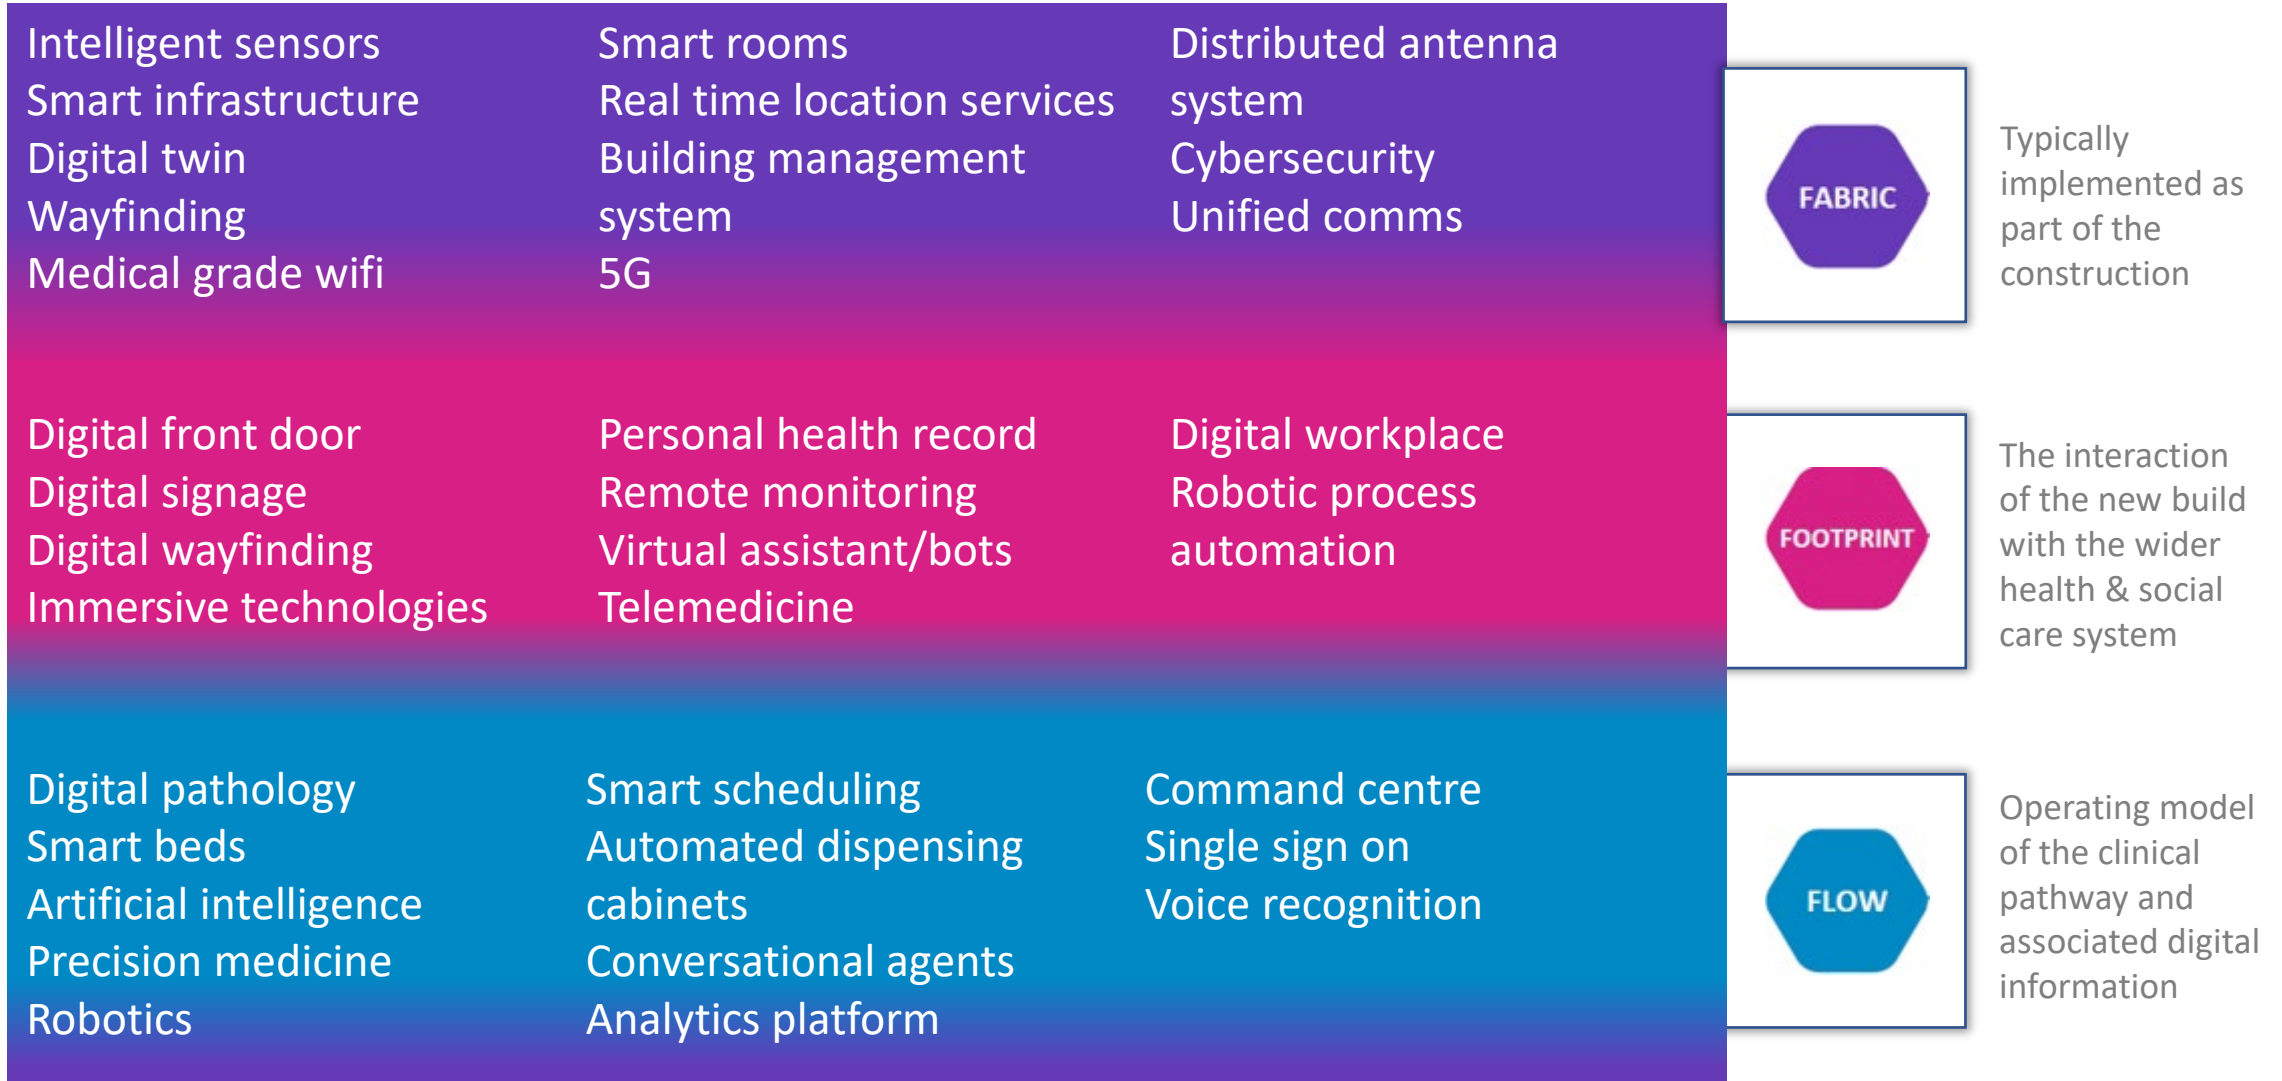 Intelligent sensors
Smart infrastructure
Digital twin
Wayfinding
Medical grade wifi
Smart rooms
Real time location services
Building management
system
5G
Distributed antenna
system
Cybersecurity
Unified comms
FABRIC
Typically
implemented as
part of the
construction
Digital front door
Digital signage
Digital wayfinding
Immersive technologies
Personal health record
Remote monitoring
Virtual assistant/bots
Telemedicine
Digital workplace
Robotic process
automation
FOOTPRINT
The interaction
of the new build
with the wider
health & social
care system
Digital pathology
Smart beds
Artificial intelligence
Precision medicine
Robotics
Smart scheduling
Automated dispensing
cabinets
Conversational agents
Analytics platform
Command centre
Single sign on
Voice recognition
FLOW
Operating model
of the clinical
pathway and
associated digital
information